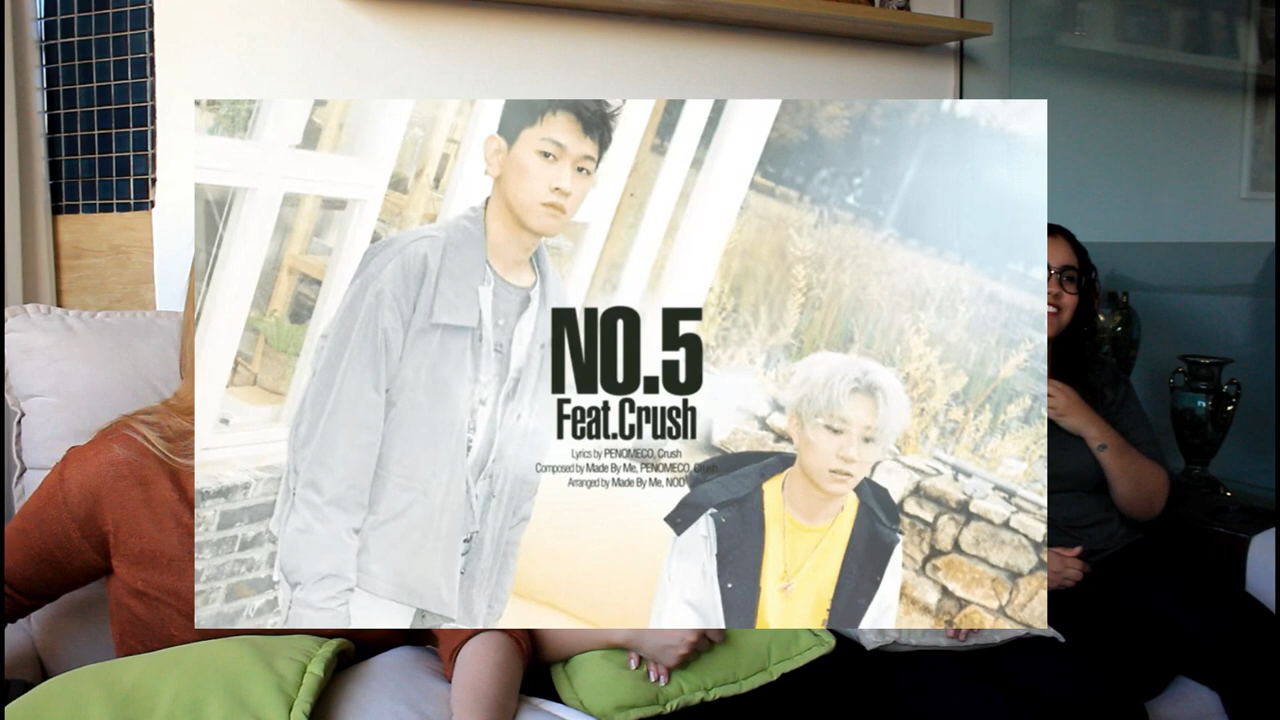 NO.5
Feat.Crush
Lyrics by PENOMECO, Crush
Composed by Made By Me, PENOMECO, Crush
Arranged by Made By Me, NOD